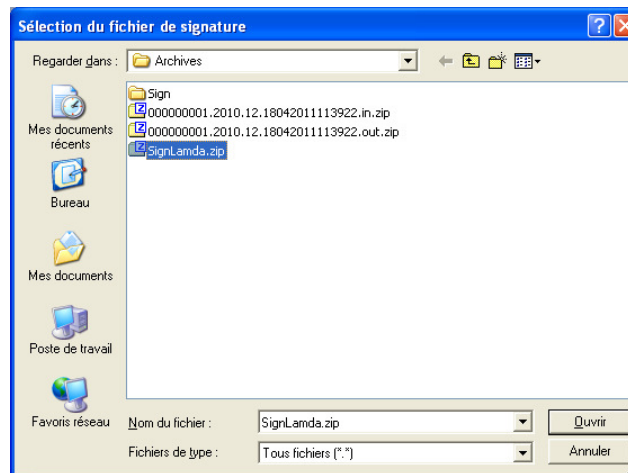 Sélection du fichier de signature
Regarder dans : Archives
Sign
000000001.2010.12.18042011113922.in.zip
000000001.2010.12.18042011113922.out.zip
SignLamda.zip
Mes documents
récents
Bureau
Mes documents
Poste de travail
Favoris réseau
Nom du fichier : SignLamda.zip Ouvrir
Fichiers de type : Tous fichiers (*.*) Annuler